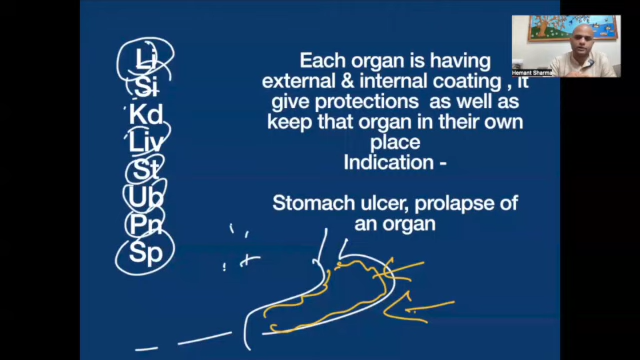 Li
Si
Kd
Liv
St
Ub
Pn
Sp
Each organ is having
external & internal coating , it
give protections as well as
keep that organ in their own
place
Indication -
Stomach ulcer, prolapse of
an organ
Hemant Sharma